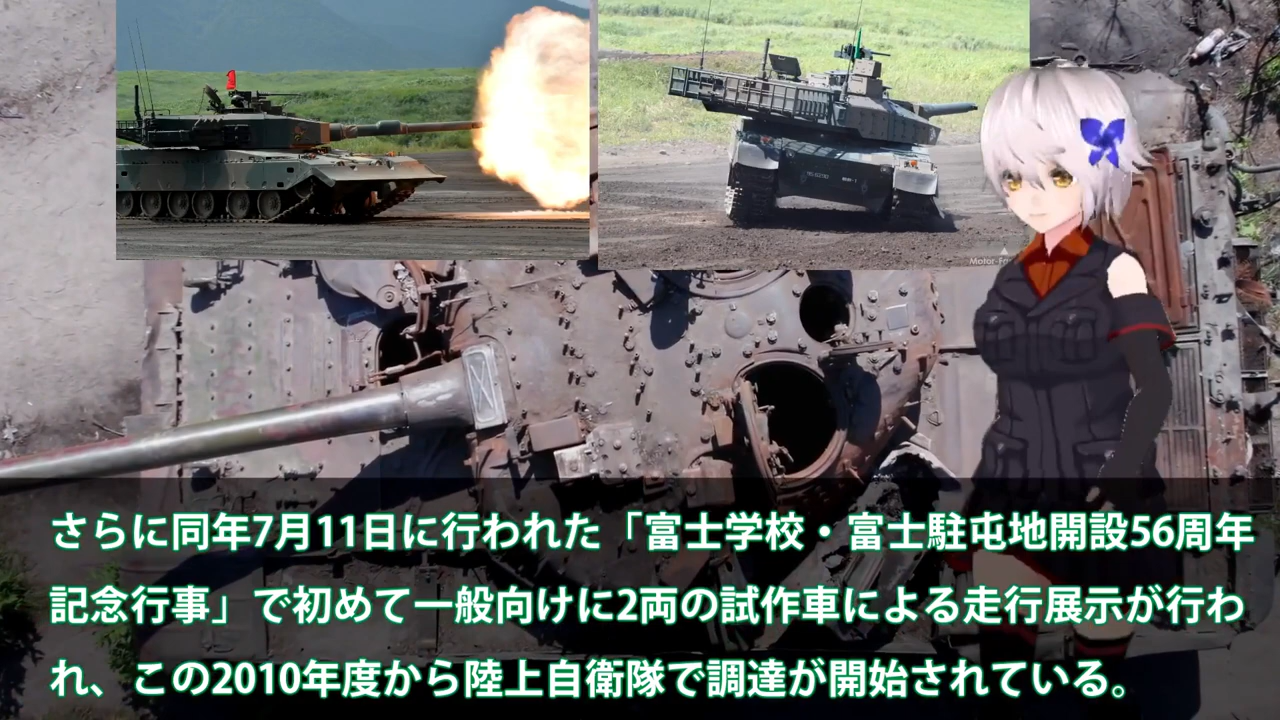 Motor-Fa
さらに同年7月11日に行われた「富士学校・富士駐屯地開設56周年
記念行事」で初めて一般向けに2両の試作車による走行展示が行わ
れ、この2010年度から陸上自衛隊で調達が開始されている。